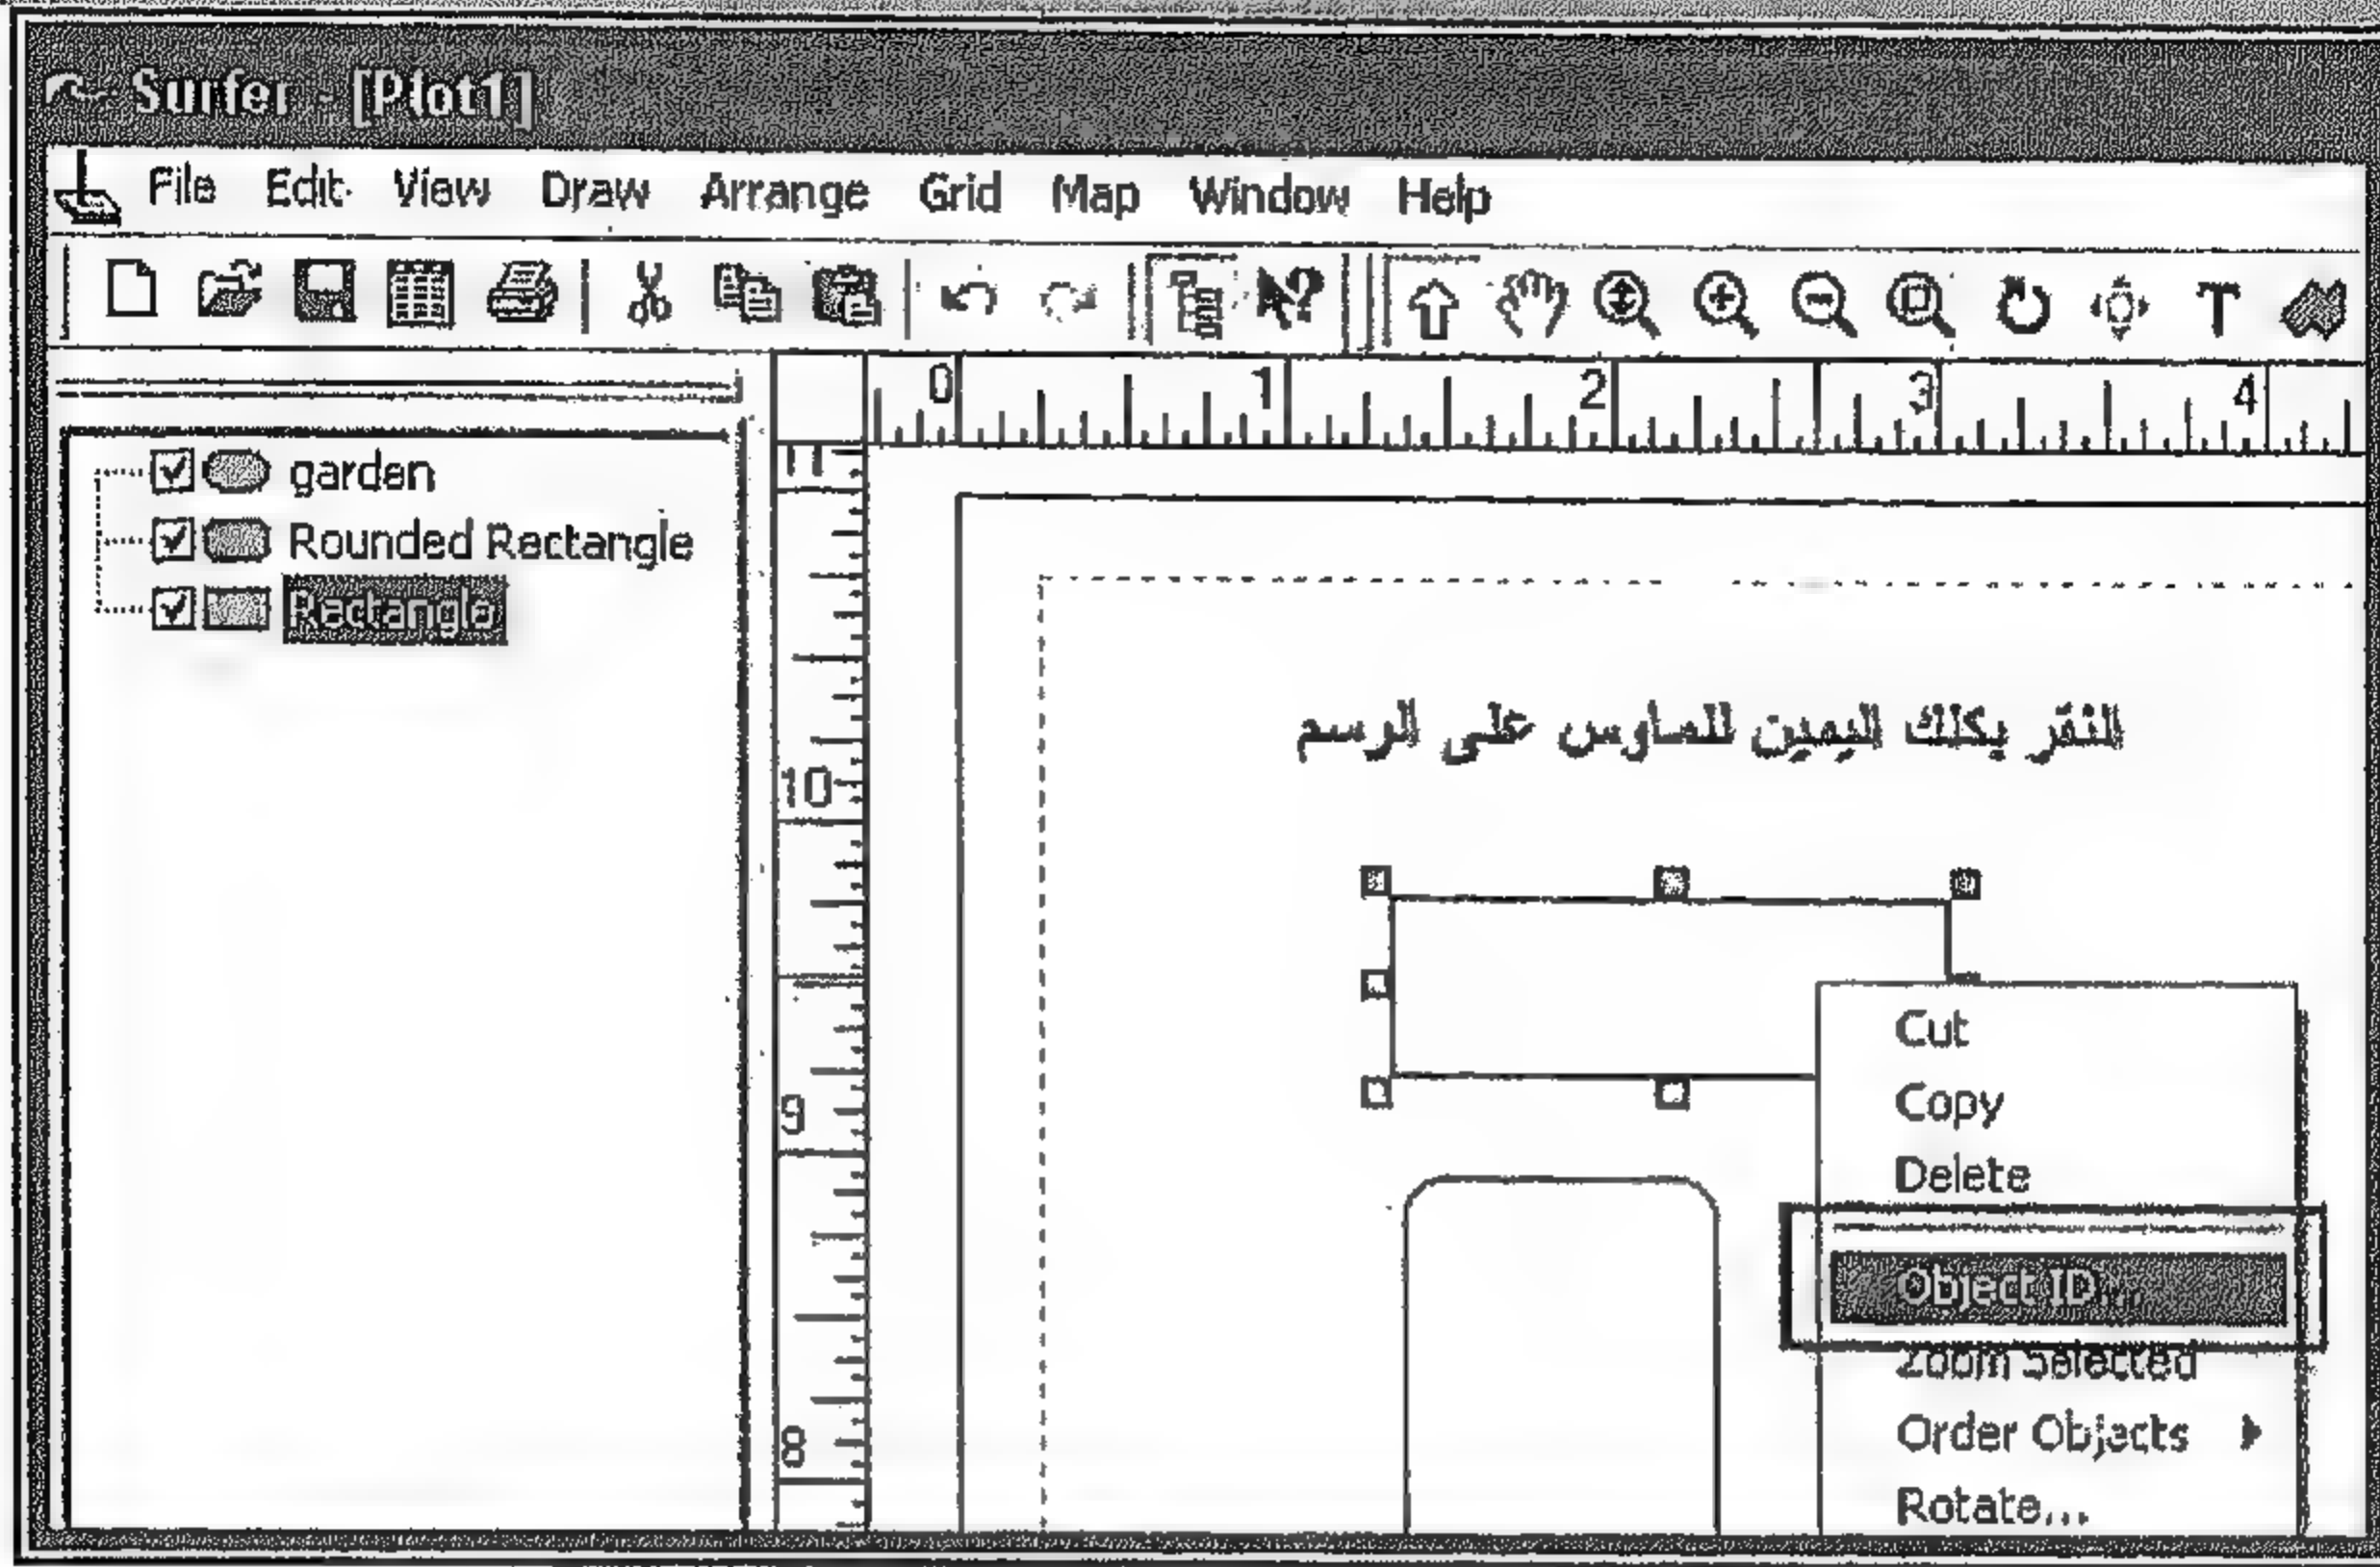 Surfer - [Plot1]
File Edit View Draw Arrange Grid Map Window Help
0 1 2 3 4
garden
Rounded Rectangle
Rectangle
11
10
9
8
النقر بكلك اليمين للماوس على الرسم
Cut
Copy
Delete
Object ID...
Zoom Selected
Order Objects
Rotate...